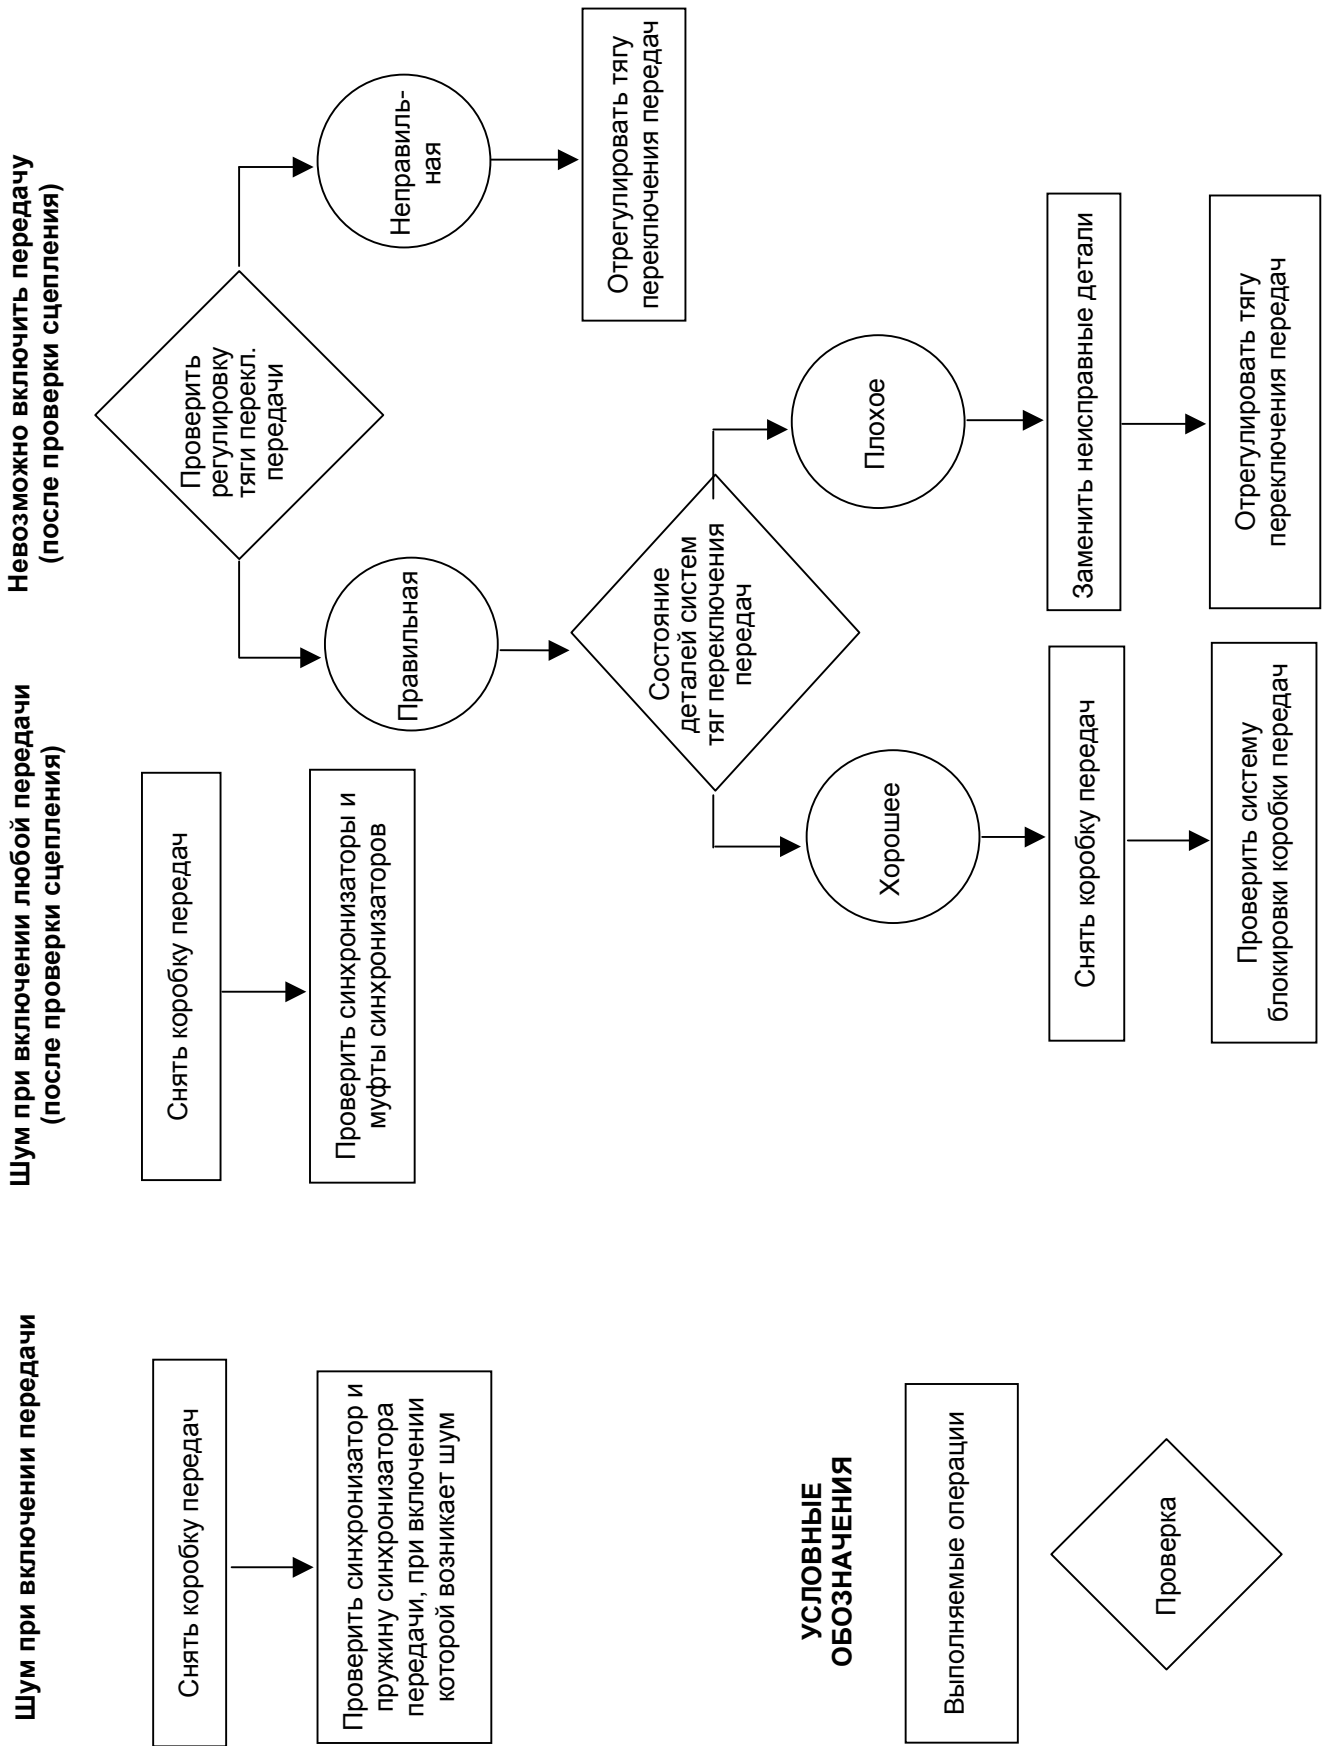 Шум при включении передачи
Снять коробку передач
Проверить синхронизатор и
пружину синхронизатора
передачи, при включении
которой возникает шум
УСЛОВНЫЕ
ОБОЗНАЧЕНИЯ
Выполняемые операции
Проверка
Шум при включении любой передачи
(после проверки сцепления)
Снять коробку передач
Проверить синхронизаторы и
муфты синхронизаторов
Невозможно включить передачу
(после проверки сцепления)
Проверить
регулировку
тяги перекл.
передачи
Правильная
Неправиль-
ная
Отрегулировать тягу
переключения передач
Состояние
деталей систем
тяг переключения
передач
Хорошее
Плохое
Снять коробку передач
Заменить неисправные детали
Проверить систему
блокировки коробки передач
Отрегулировать тягу
переключения передач